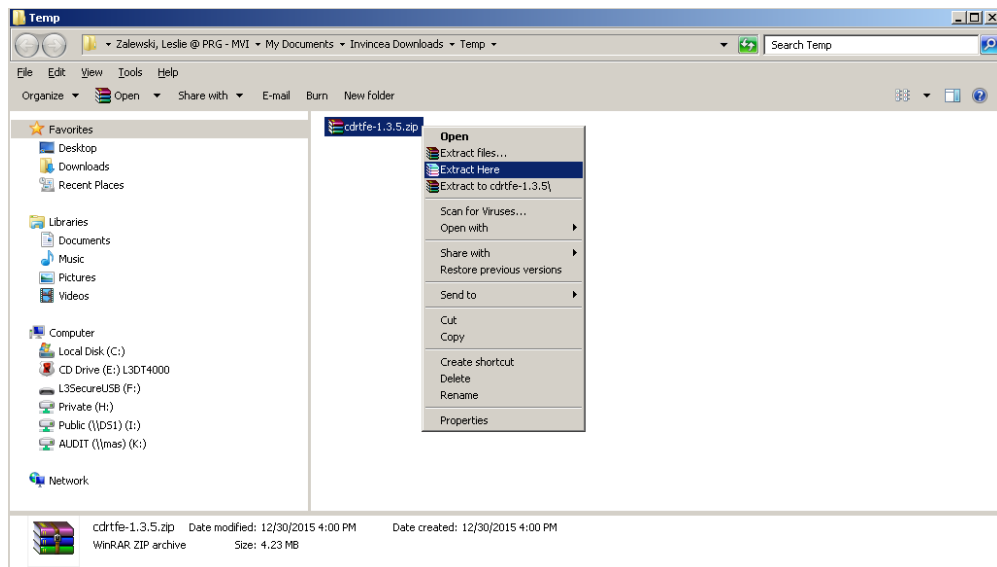 Temp
Zalewski, Leslie @ PRG - MVI My Documents Invincea Downloads Temp
Search Temp
File Edit View Tools Help
Organize Open Share with E-mail Burn New folder
Favorites
Desktop
Downloads
Recent Places
Libraries
Documents
Music
Pictures
Videos
Computer
Local Disk (C:)
CD Drive (E:) L3DT4000
L3SecureUSB (F:)
Private (H:)
Public (\\DS1) (I:)
AUDIT (\\mas) (K:)
Network
cdrtfe-1.3.5.zip
Open
Extract files...
Extract Here
Extract to cdrtfe-1.3.5\
Scan for Viruses...
Open with
Share with
Restore previous versions
Send to
Cut
Copy
Create shortcut
Delete
Rename
Properties
cdrtfe-1.3.5.zip Date modified: 12/30/2015 4:00 PM Date created: 12/30/2015 4:00 PM
WinRAR ZIP archive Size: 4.23 MB